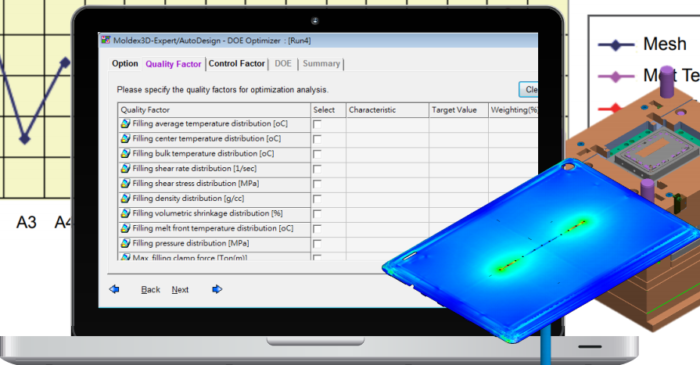 Moldex3D-Expert/AutoDesign - DOE Optimizer : [Run4]
Option Quality Factor Control Factor DOE Summary
Please specify the quality factors for optimization analysis.
Quality Factor Select Characteristic Target Value Weighting(%
Filling average temperature distribution [oC]
Filling center temperature distribution [oC]
Filling bulk temperature distribution [oC]
Filling shear rate distribution [1/sec]
Filling shear stress distribution [MPa]
Filling density distribution [g/cc]
Filling volumetric shrinkage distribution [%]
Filling melt front temperature distribution [oC]
Filling pressure distribution [MPa]
Max. filling clamp force [Ton(m)]
Back Next
A3 A4
Mesh